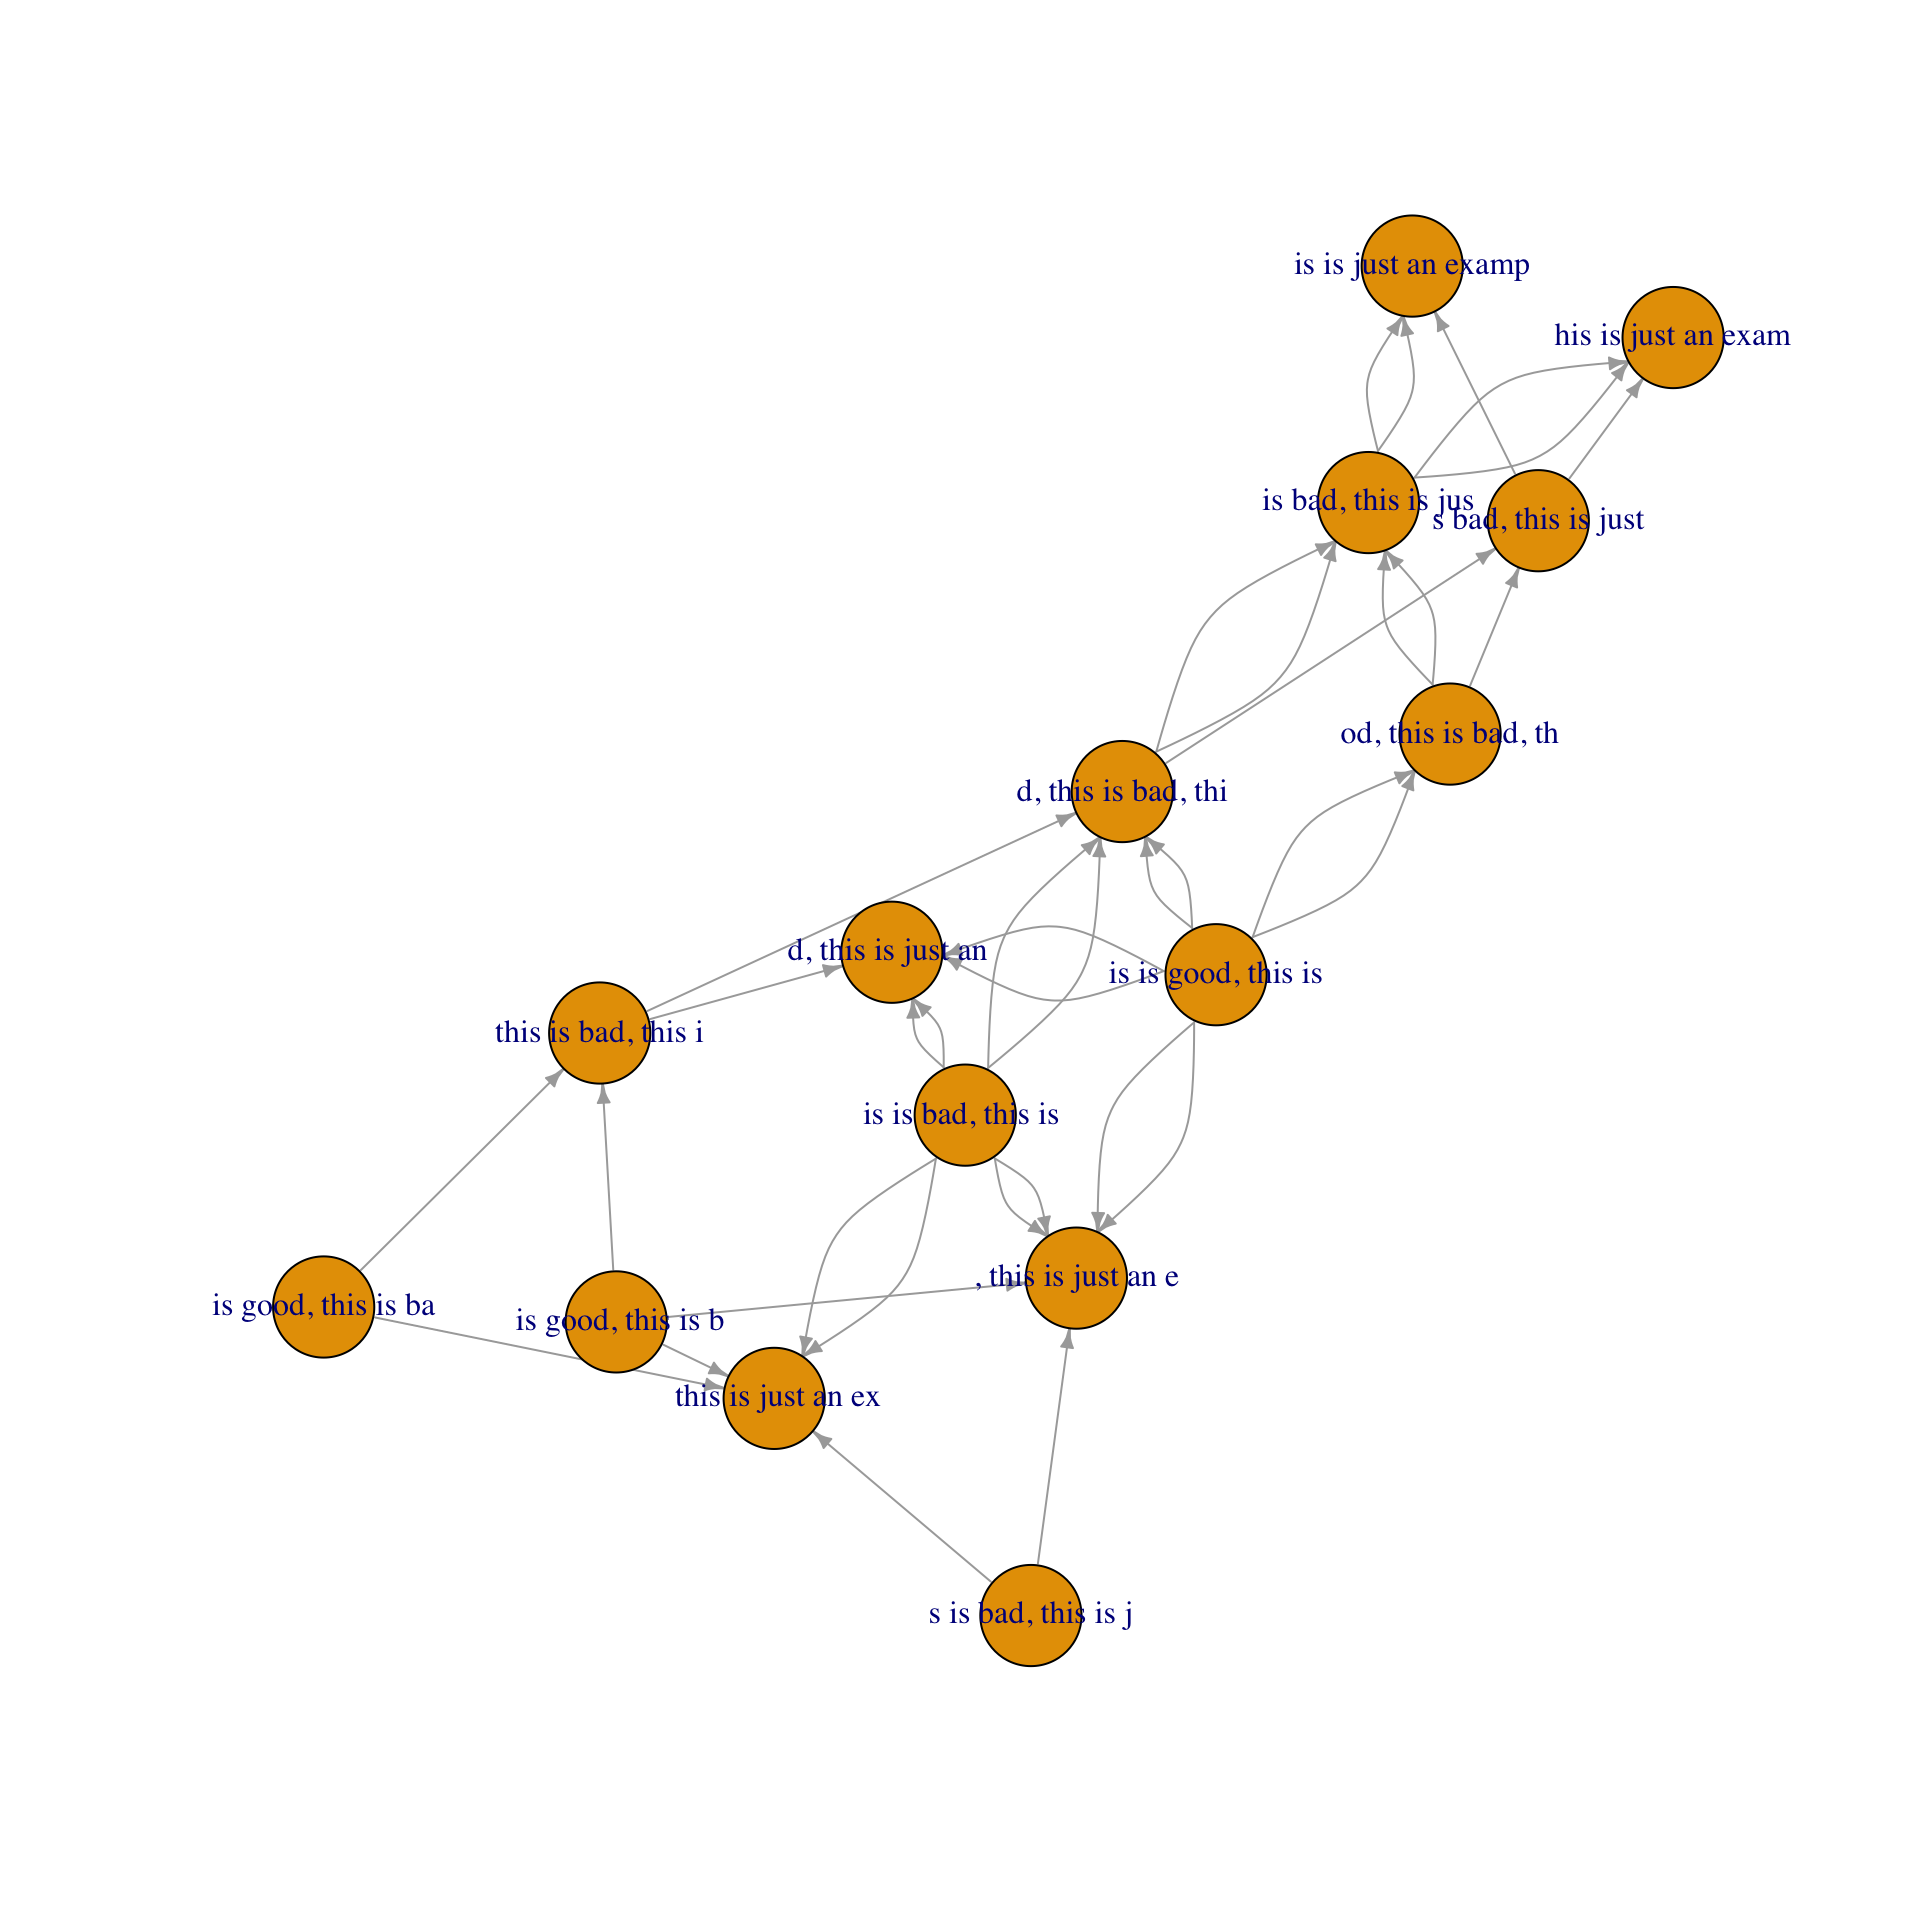 is is just an examp
his is just an exam
is bad, this is jus
s bad, this is just
od, this is bad, th
d, this is bad, thi
d, this is just an
is is good, this is
this is bad, this i
is is bad, this is
, this is just an e
is good, this is ba
is good, this is b
this is just an ex
s is bad, this is j